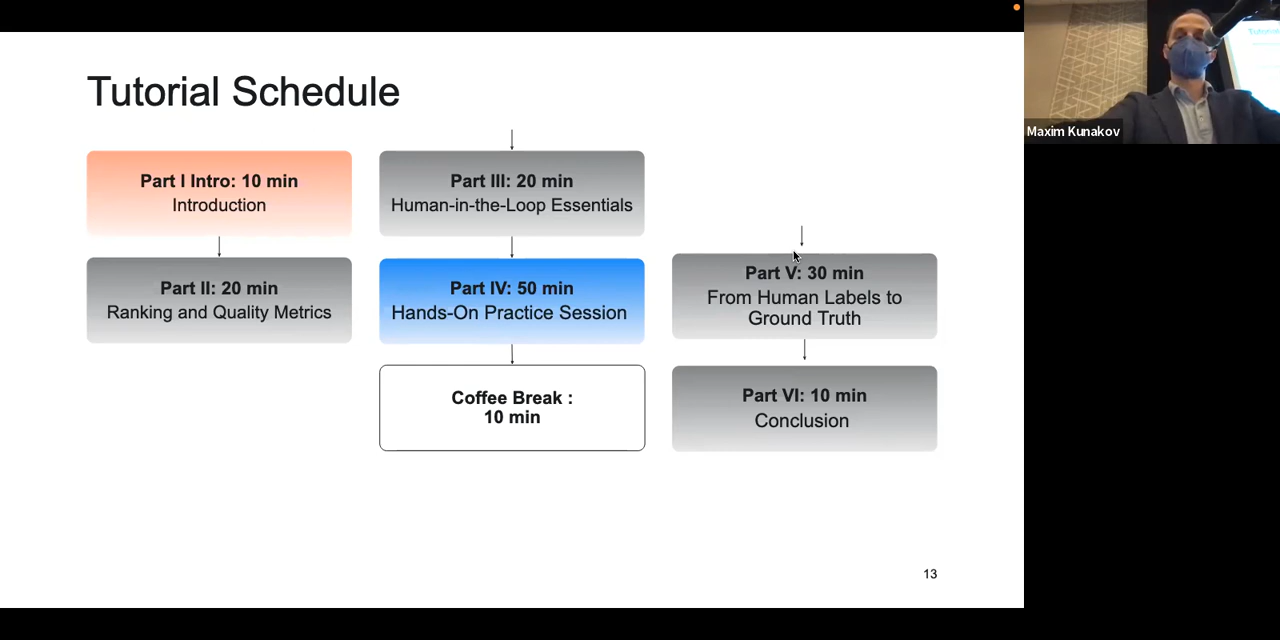 Tutorial Schedule
Part I Intro: 10 min
Introduction
Part II: 20 min
Ranking and Quality Metrics
Part III: 20 min
Human-in-the-Loop Essentials
Part IV: 50 min
Hands-On Practice Session
Coffee Break :
10 min
Part V: 30 min
From Human Labels to
Ground Truth
Part VI: 10 min
Conclusion
13
Maxim Kunakov